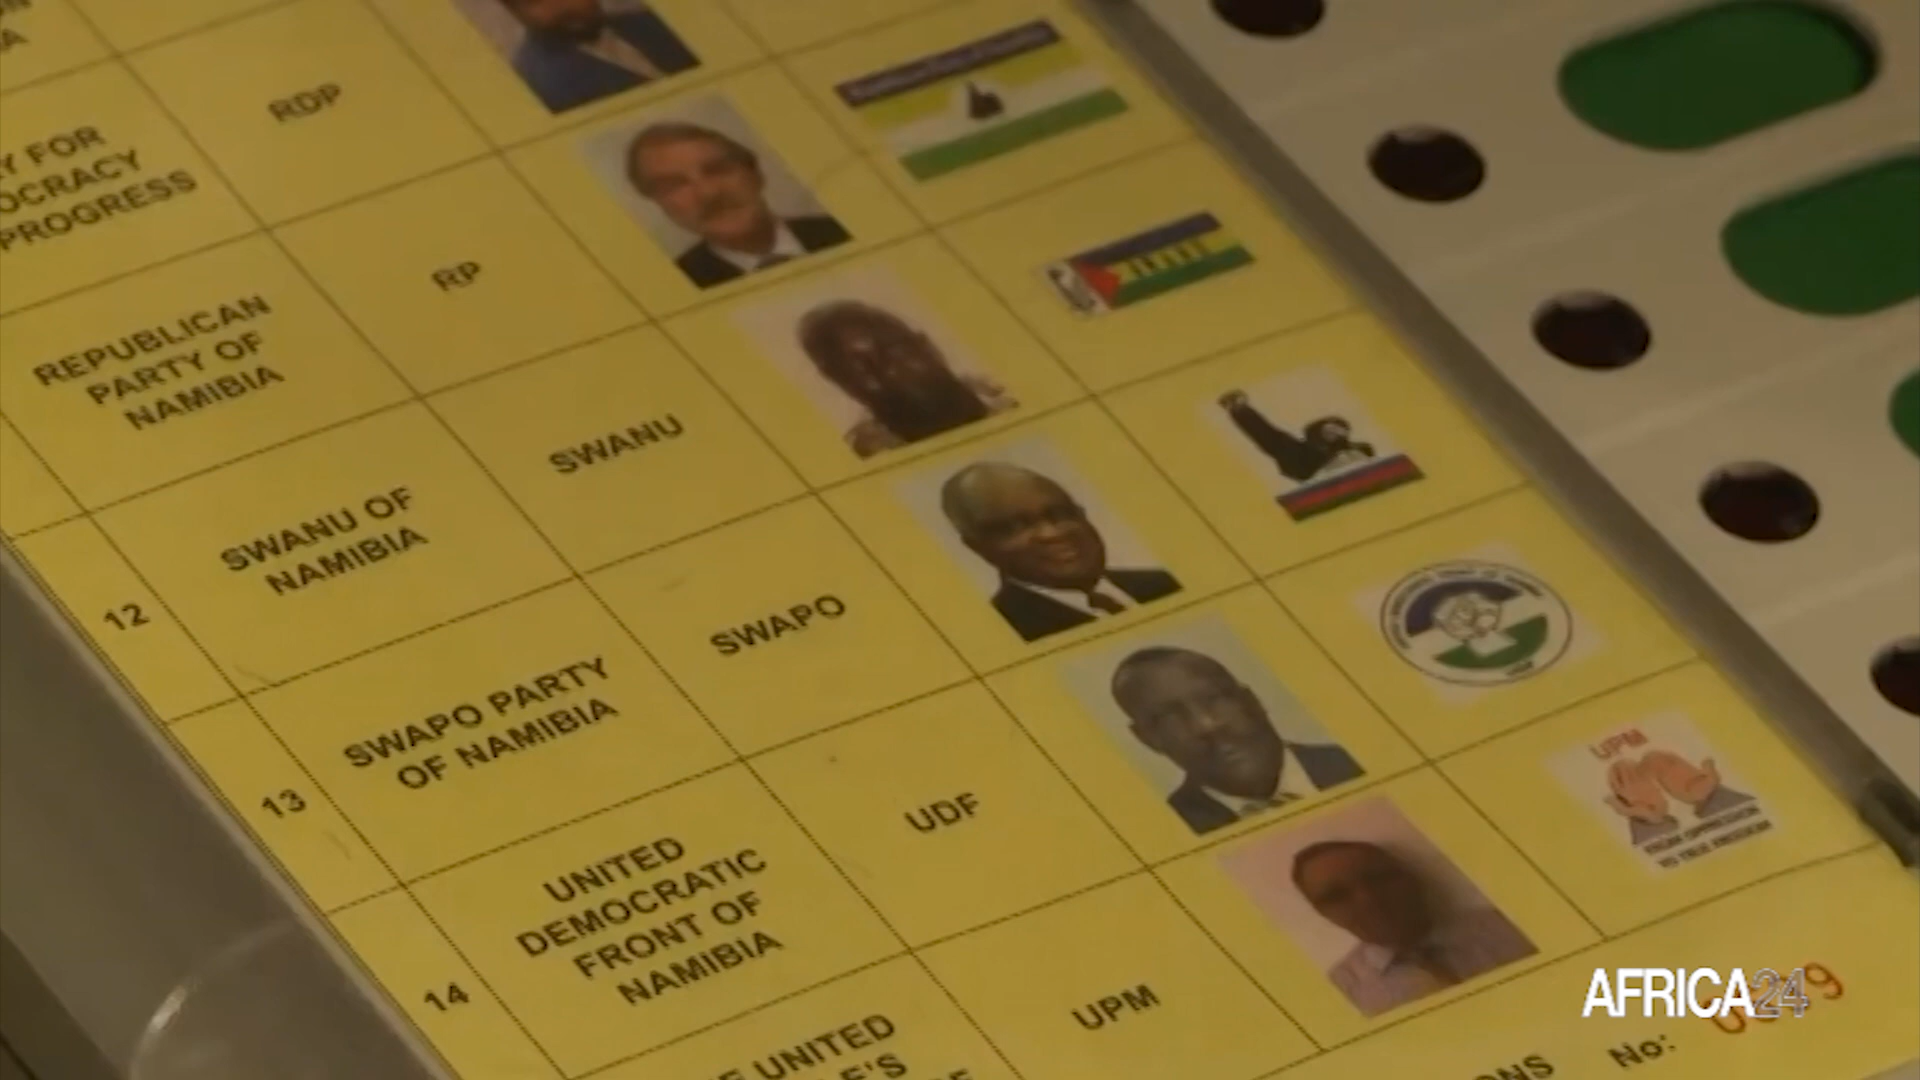 RDP
Y FOR
OCRACY
PROGRESS
RP
REPUBLICAN
PARTY OF
NAMIBIA
SWANU
12
SWANU OF
NAMIBIA
SWAPO
13
SWAPO PARTY
OF NAMIBIA
UDF
14
UNITED
DEMOCRATIC
FRONT OF
NAMIBIA
UPM
UPM
UNITED
E'S
ONS
No:
AFRICA24